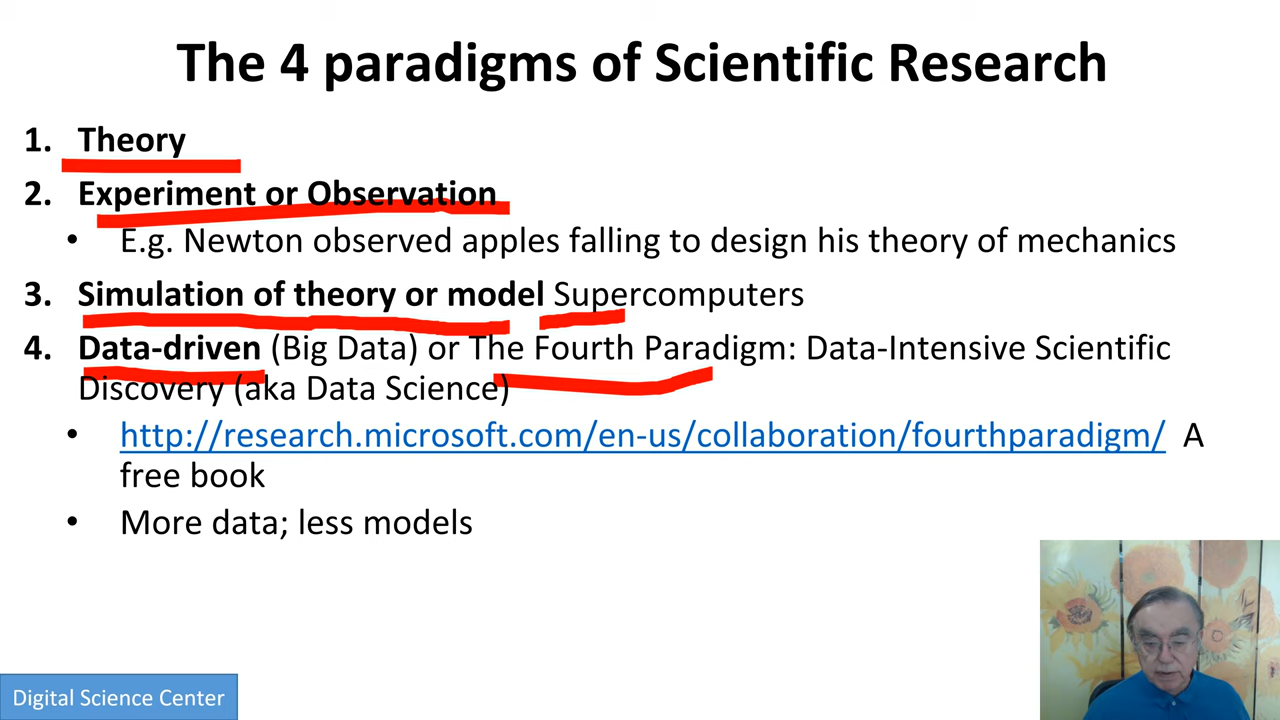 The 4 paradigms of Scientific Research
1. Theory
2. Experiment or Observation
• E.g. Newton observed apples falling to design his theory of mechanics
3. Simulation of theory or model Supercomputers
4. Data-driven (Big Data) or The Fourth Paradigm: Data-Intensive Scientific
Discovery (aka Data Science)
• http://research.microsoft.com/en-us/collaboration/fourthparadigm/ A
free book
• More data; less models
Digital Science Center